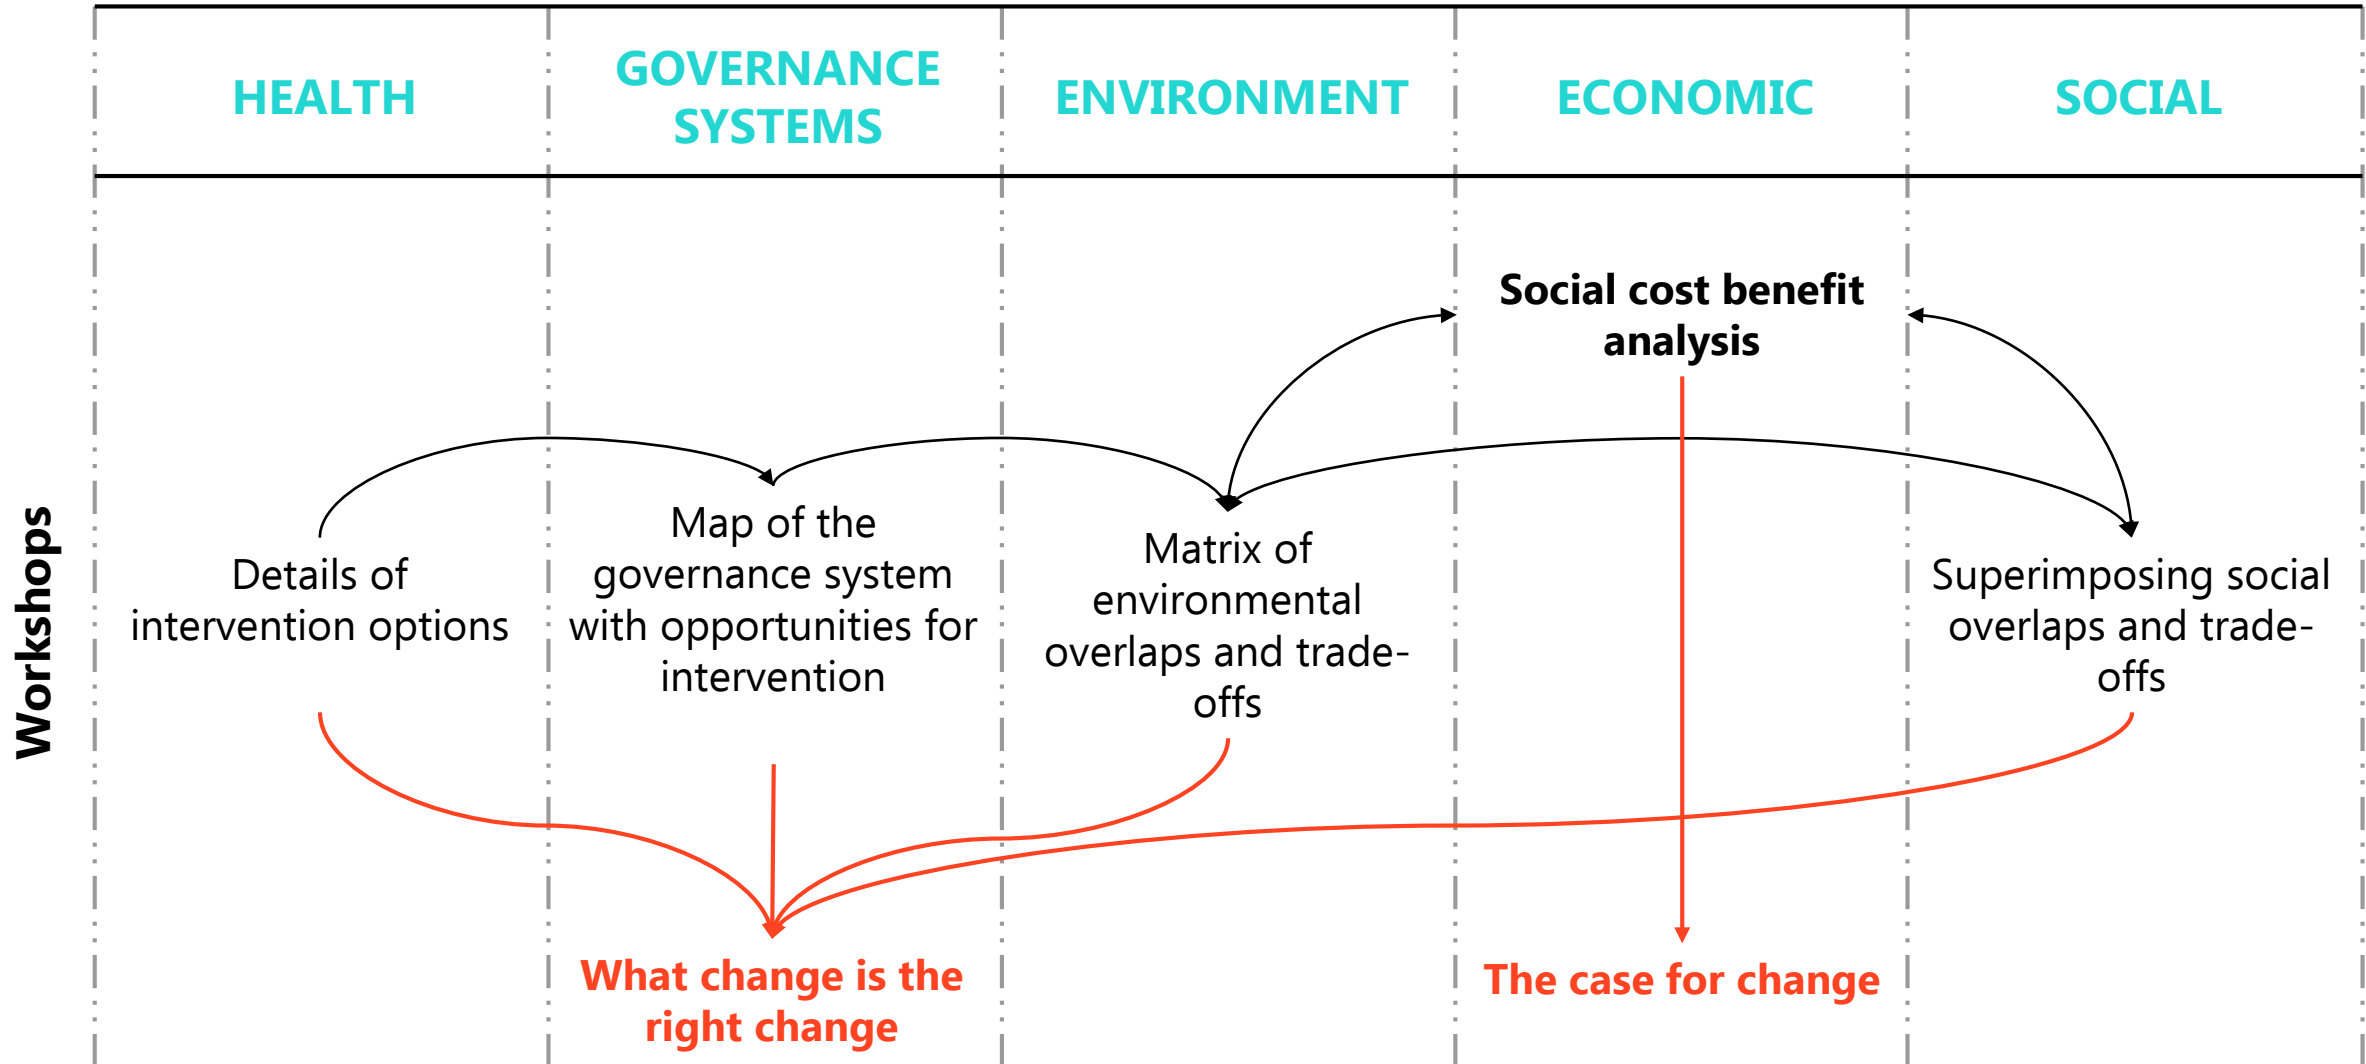 HEALTH
GOVERNANCE
SYSTEMS
ENVIRONMENT
ECONOMIC
SOCIAL
Workshops
Social cost benefit
analysis
Details of
intervention options
Map of the
governance system
with opportunities for
intervention
Matrix of
environmental
overlaps and trade-
offs
Superimposing social
overlaps and trade-
offs
What change is the
right change
The case for change